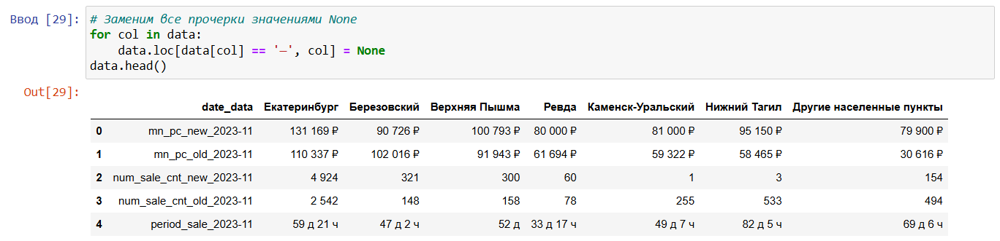 Ввод [29]: # Заменим все прочерки значениями None
for col in data:
    data.loc[data[col] == '—', col] = None
data.head()
Out[29]:
date_data Екатеринбург Березовский Верхняя Пышма Ревда Каменск-Уральский Нижний Тагил Другие населенные пункты
0 mn_pc_new_2023-11 131 169 ₽ 90 726 ₽ 100 793 ₽ 80 000 ₽ 81 000 ₽ 95 150 ₽ 79 900 ₽
1 mn_pc_old_2023-11 110 337 ₽ 102 016 ₽ 91 943 ₽ 61 694 ₽ 59 322 ₽ 58 465 ₽ 30 616 ₽
2 num_sale_cnt_new_2023-11 4 924 321 300 60 1 3 154
3 num_sale_cnt_old_2023-11 2 542 148 158 78 255 533 494
4 period_sale_2023-11 59 д 21 ч 47 д 2 ч 52 д 33 д 17 ч 49 д 7 ч 82 д 5 ч 69 д 6 ч